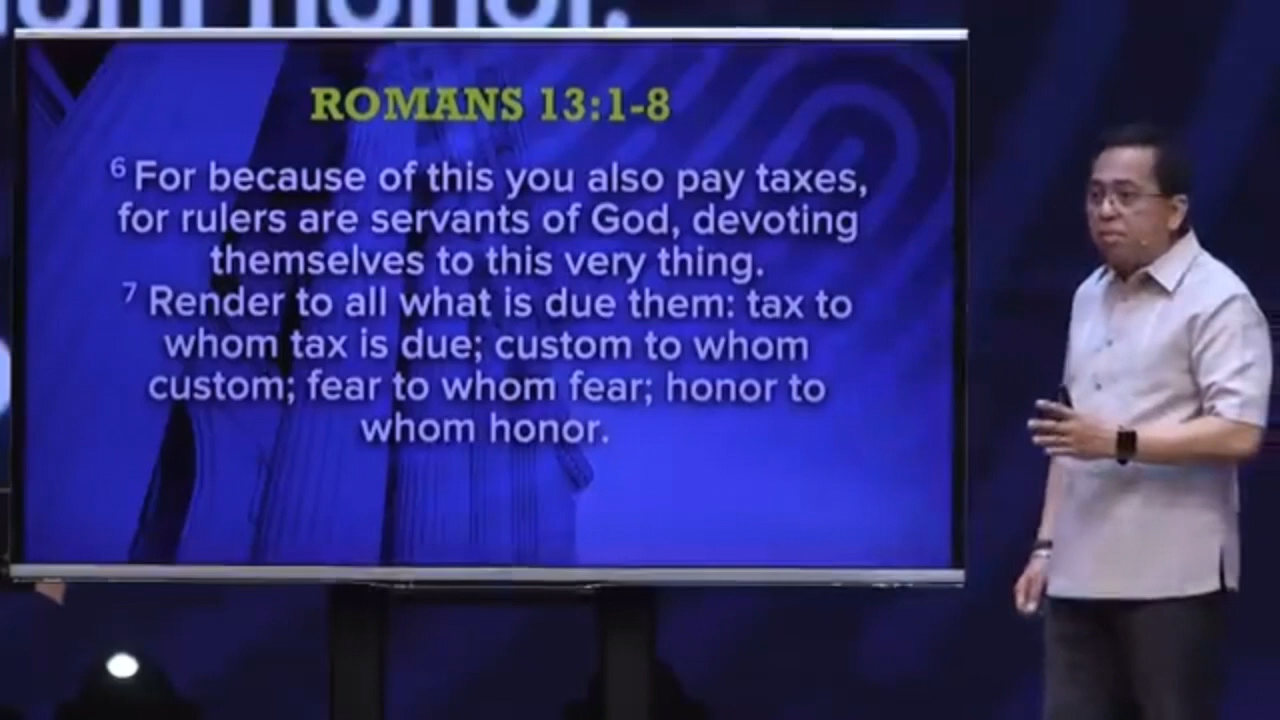 whom honor.
ROMANS 13:1-8
6 For because of this you also pay taxes,
for rulers are servants of God, devoting
themselves to this very thing.
7 Render to all what is due them: tax to
whom tax is due; custom to whom
custom; fear to whom fear; honor to
whom honor.